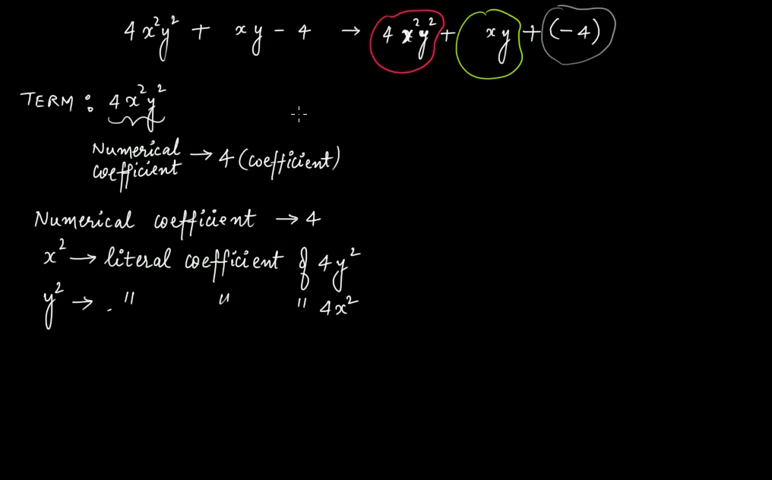 4x²y² + xy - 4 → 4x²y² + xy + (-4)
TERM : 4x²y²
Numerical coefficient → 4 (coefficient)
Numerical coefficient → 4
x² → literal coefficient of 4y²
y² → . " " " 4x²